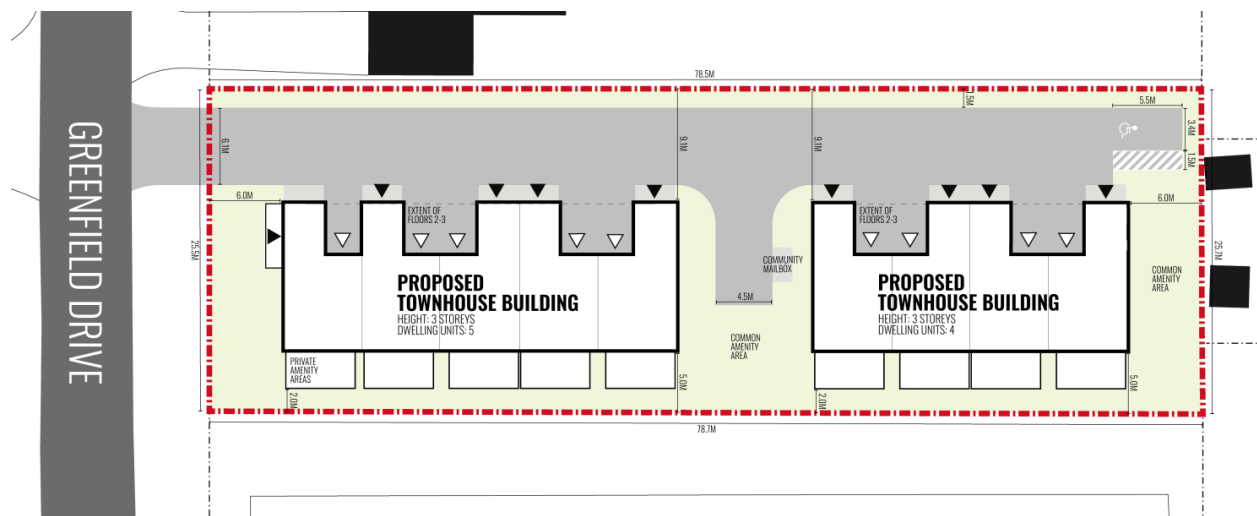 78.5M
1.5M
5.5M
3.4M
1.5M
6.1M
9.1M
9.1M
GREENFIELD DRIVE
6.0M
6.0M
25.5M
25.7M
EXTENT OF
FLOORS 2-3
EXTENT OF
FLOORS 2-3
COMMUNITY
MAILBOX
PROPOSED
TOWNHOUSE BUILDING
HEIGHT: 3 STOREYS
DWELLING UNITS: 5
PROPOSED
TOWNHOUSE BUILDING
HEIGHT: 3 STOREYS
DWELLING UNITS: 4
COMMON
AMENITY
AREA
4.5M
COMMON
AMENITY
AREA
PRIVATE
AMENITY
AREAS
2.0M
5.0M
2.0M
5.0M
78.7M